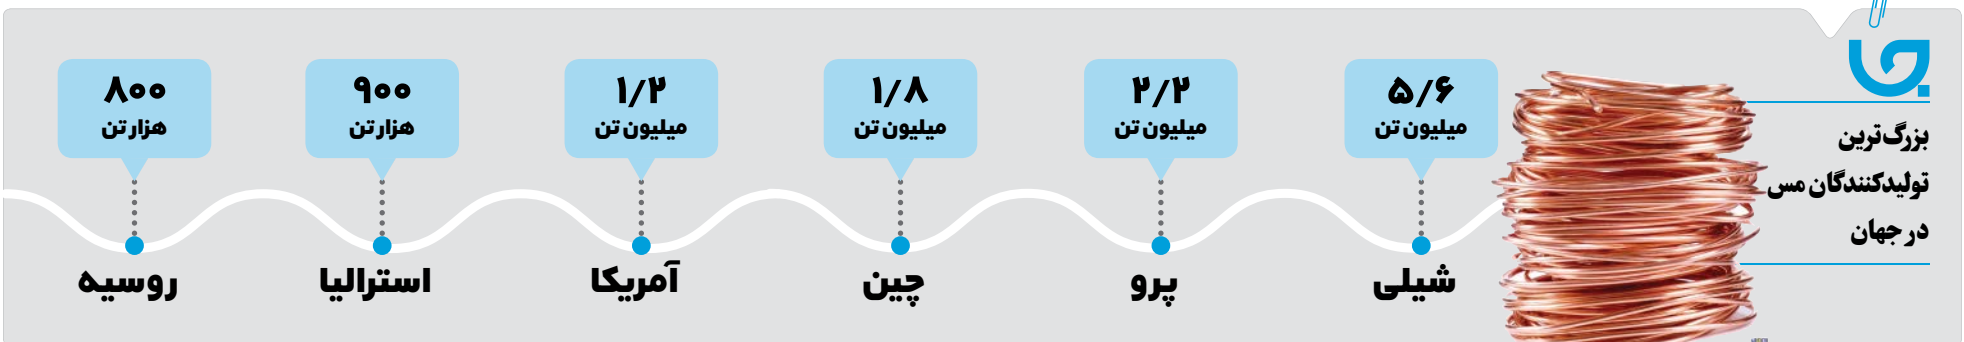 بزرگ‌ترین
تولیدکنندگان مس
در جهان
۵/۶
میلیون تن
شیلی
۲/۲
میلیون تن
پرو
۱/۸
میلیون تن
چین
۱/۲
میلیون تن
آمریکا
۹۰۰
هزار تن
استرالیا
۸۰۰
هزار تن
روسیه